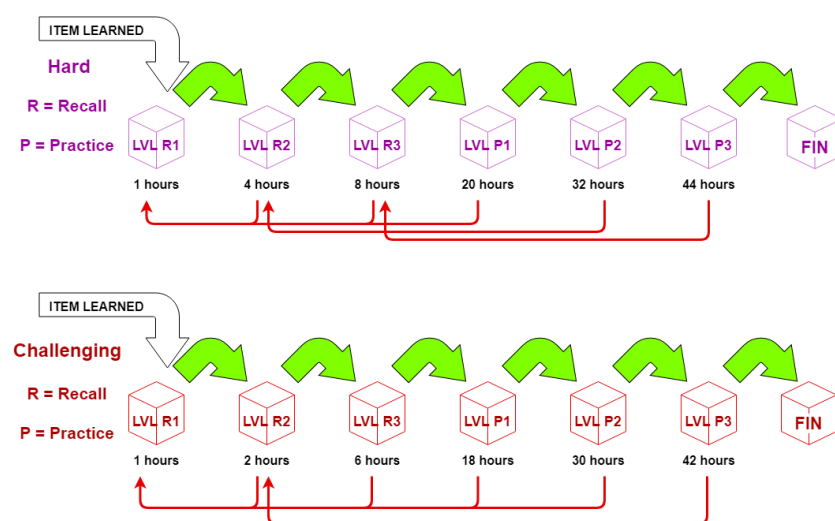 ITEM LEARNED
Hard
R = Recall
P = Practice
LVL R1
LVL R2
LVL R3
LVL P1
LVL P2
LVL P3
FIN
1 hours
4 hours
8 hours
20 hours
32 hours
44 hours
ITEM LEARNED
Challenging
R = Recall
P = Practice
LVL R1
LVL R2
LVL R3
LVL P1
LVL P2
LVL P3
FIN
1 hours
2 hours
6 hours
18 hours
30 hours
42 hours